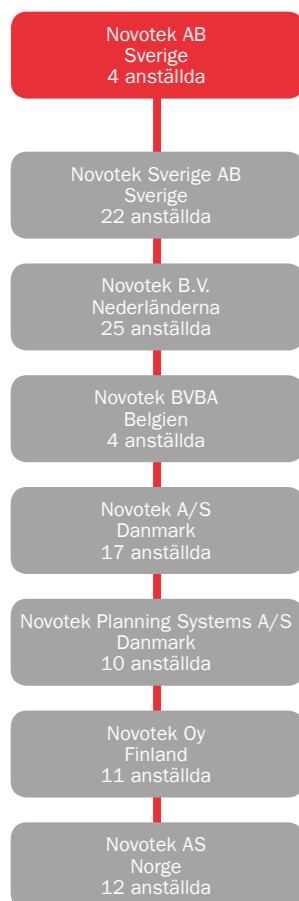 Novotek AB
Sverige
4 anställda
Novotek Sverige AB
Sverige
22 anställda
Novotek B.V.
Nederländerna
25 anställda
Novotek BVBA
Belgien
4 anställda
Novotek A/S
Danmark
17 anställda
Novotek Planning Systems A/S
Danmark
10 anställda
Novotek Oy
Finland
11 anställda
Novotek AS
Norge
12 anställda